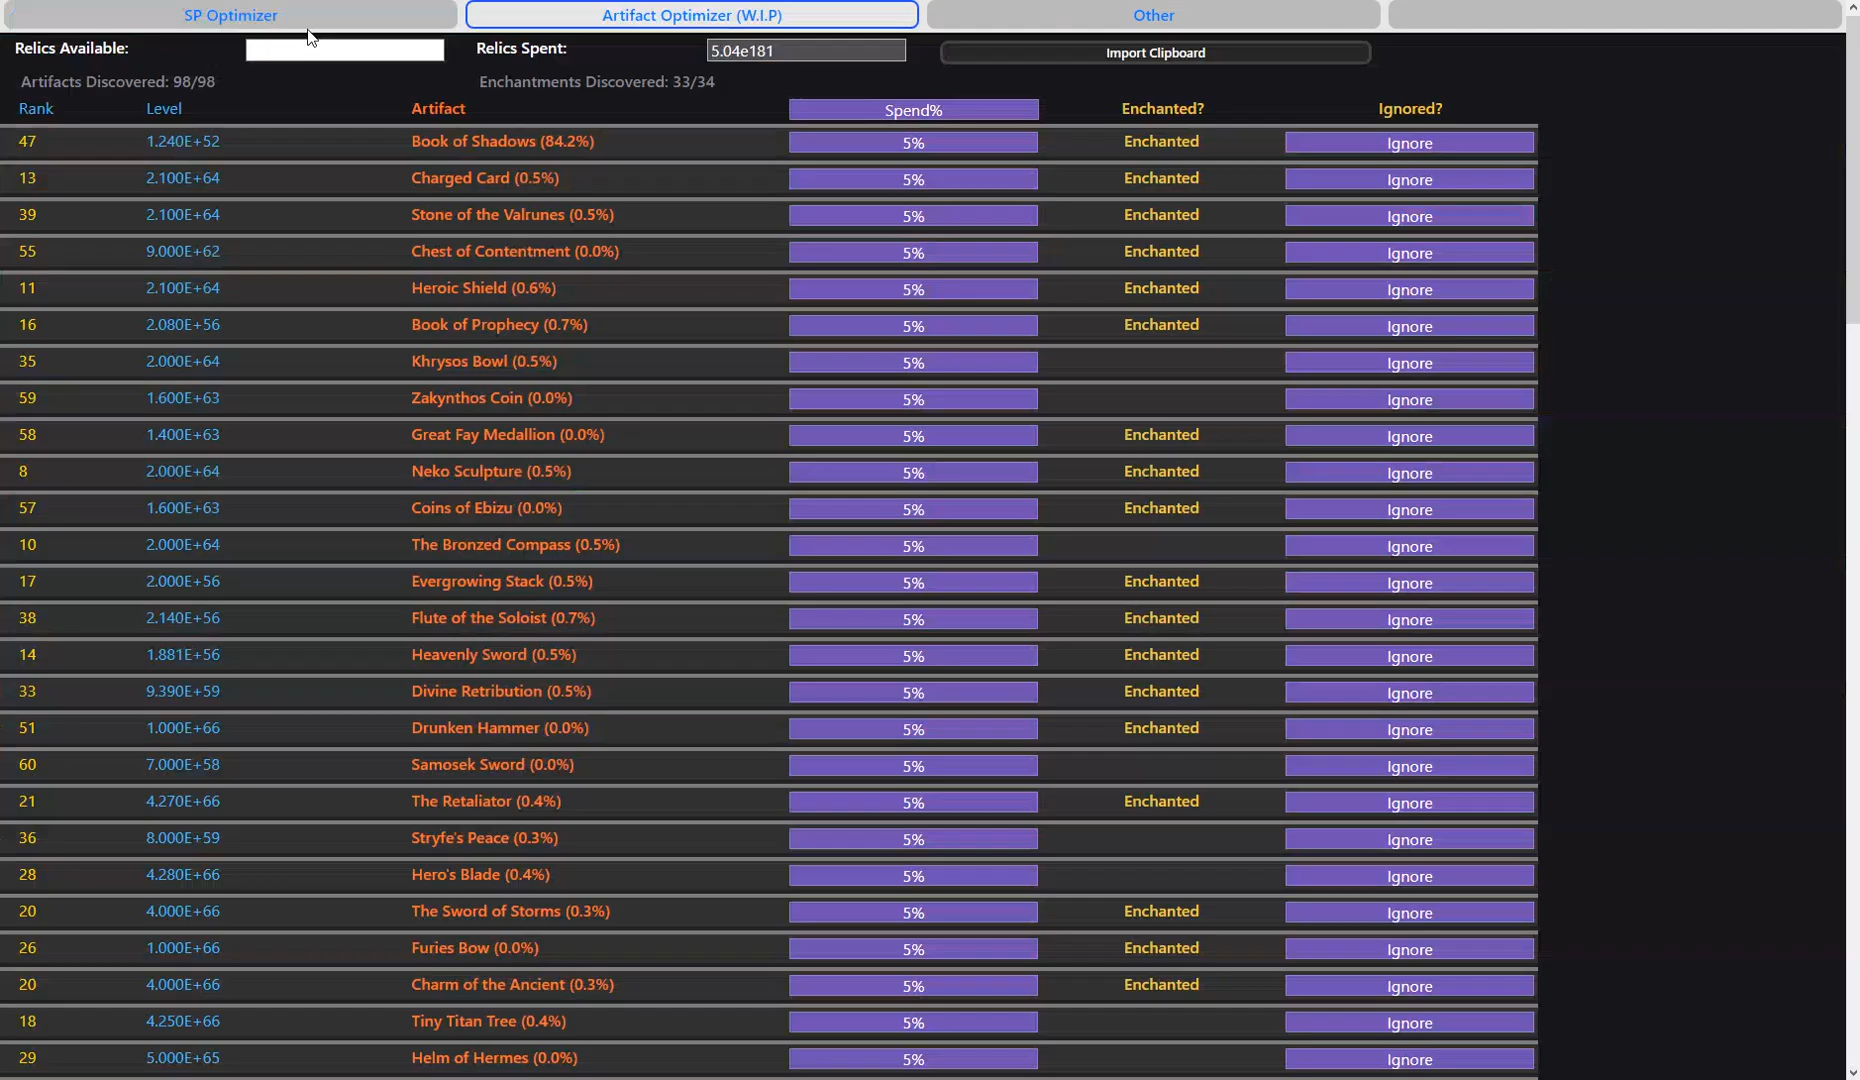 SP Optimizer Artifact Optimizer (W.I.P) Other
Relics Available: Relics Spent: 5.04e181 Import Clipboard
Artifacts Discovered: 98/98 Enchantments Discovered: 33/34
Rank Level Artifact Spend% Enchanted? Ignored?
47 1.240E+52 Book of Shadows (84.2%) 5% Enchanted Ignore
13 2.100E+64 Charged Card (0.5%) 5% Enchanted Ignore
39 2.100E+64 Stone of the Valrunes (0.5%) 5% Enchanted Ignore
55 9.000E+62 Chest of Contentment (0.0%) 5% Enchanted Ignore
11 2.100E+64 Heroic Shield (0.6%) 5% Enchanted Ignore
16 2.080E+56 Book of Prophecy (0.7%) 5% Enchanted Ignore
35 2.000E+64 Khrysos Bowl (0.5%) 5% Ignore
59 1.600E+63 Zakynthos Coin (0.0%) 5% Ignore
58 1.400E+63 Great Fay Medallion (0.0%) 5% Enchanted Ignore
8 2.000E+64 Neko Sculpture (0.5%) 5% Enchanted Ignore
57 1.600E+63 Coins of Ebizu (0.0%) 5% Enchanted Ignore
10 2.000E+64 The Bronzed Compass (0.5%) 5% Ignore
17 2.000E+56 Evergrowing Stack (0.5%) 5% Enchanted Ignore
38 2.140E+56 Flute of the Soloist (0.7%) 5% Enchanted Ignore
14 1.881E+56 Heavenly Sword (0.5%) 5% Enchanted Ignore
33 9.390E+59 Divine Retribution (0.5%) 5% Enchanted Ignore
51 1.000E+66 Drunken Hammer (0.0%) 5% Enchanted Ignore
60 7.000E+58 Samosek Sword (0.0%) 5% Ignore
21 4.270E+66 The Retaliator (0.4%) 5% Enchanted Ignore
36 8.000E+59 Stryfe's Peace (0.3%) 5% Ignore
28 4.280E+66 Hero's Blade (0.4%) 5% Ignore
20 4.000E+66 The Sword of Storms (0.3%) 5% Enchanted Ignore
26 1.000E+66 Furies Bow (0.0%) 5% Enchanted Ignore
20 4.000E+66 Charm of the Ancient (0.3%) 5% Enchanted Ignore
18 4.250E+66 Tiny Titan Tree (0.4%) 5% Ignore
29 5.000E+65 Helm of Hermes (0.0%) 5% Ignore